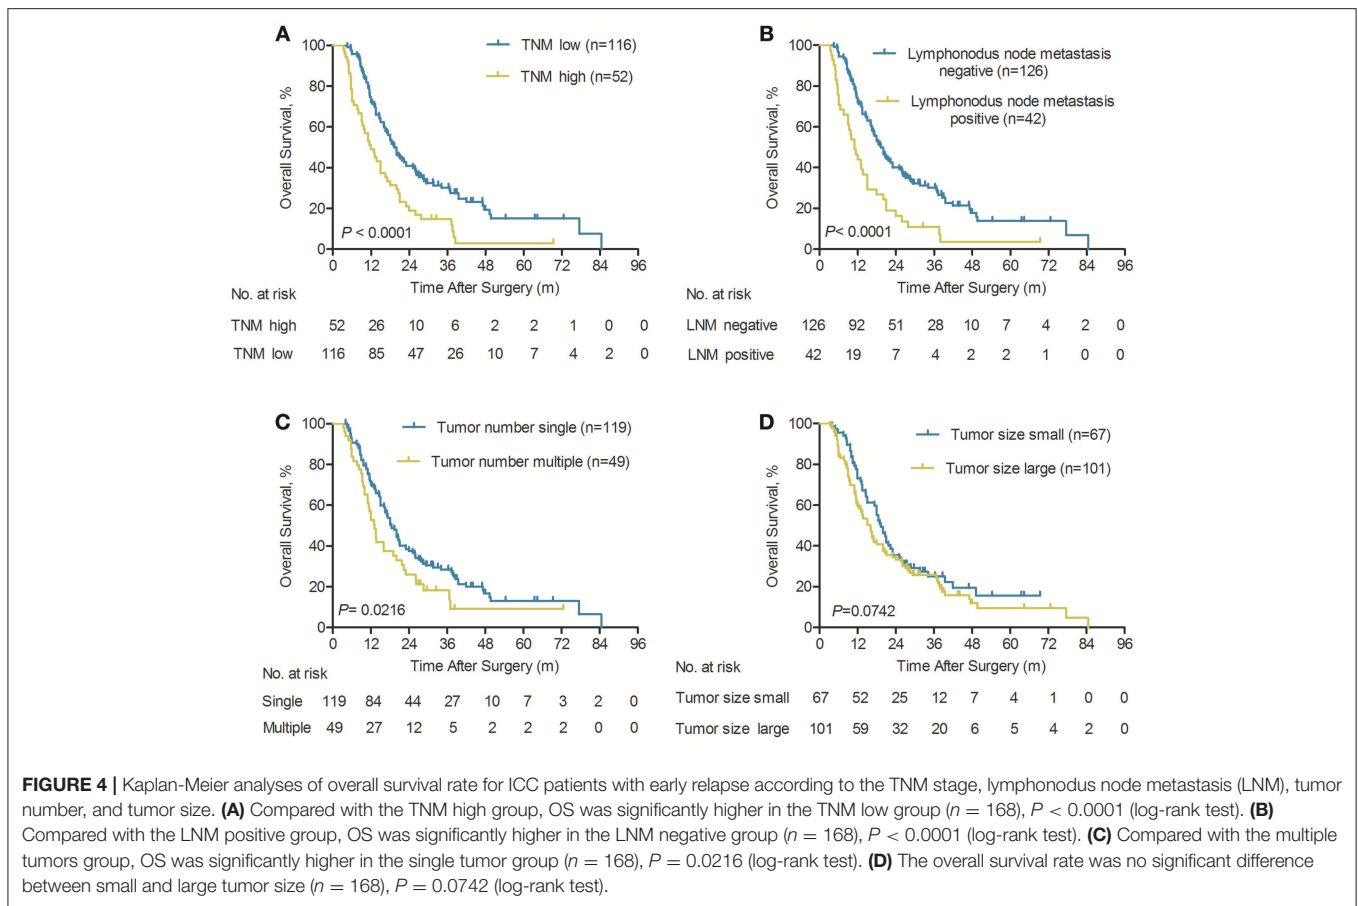 A
TNM low (n=116)
TNM high (n=52)
Overall Survival, %
100
80
60
40
20
0
P < 0.0001
0 12 24 36 48 60 72 84 96
Time After Surgery (m)
No. at risk
TNM high 52 26 10 6 2 2 1 0 0
TNM low 116 85 47 26 10 7 4 2 0
B
Lymphonodus node metastasis
negative (n=126)
Lymphonodus node metastasis
positive (n=42)
Overall Survival, %
100
80
60
40
20
0
P< 0.0001
0 12 24 36 48 60 72 84 96
Time After Surgery (m)
No. at risk
LNM negative 126 92 51 28 10 7 4 2 0
LNM positive 42 19 7 4 2 2 1 0 0
C
Tumor number single (n=119)
Tumor number multiple (n=49)
Overall Survival, %
100
80
60
40
20
0
P= 0.0216
0 12 24 36 48 60 72 84 96
Time After Surgery (m)
No. at risk
Single 119 84 44 27 10 7 3 2 0
Multiple 49 27 12 5 2 2 2 0 0
D
Tumor size small (n=67)
Tumor size large (n=101)
Overall Survival, %
100
80
60
40
20
0
P=0.0742
0 12 24 36 48 60 72 84 96
Time After Surgery (m)
No. at risk
Tumor size small 67 52 25 12 7 4 1 0 0
Tumor size large 101 59 32 20 6 5 4 2 0
FIGURE 4 | Kaplan-Meier analyses of overall survival rate for ICC patients with early relapse according to the TNM stage, lymphonodus node metastasis (LNM), tumor
number, and tumor size. (A) Compared with the TNM high group, OS was significantly higher in the TNM low group (n = 168), P < 0.0001 (log-rank test). (B)
Compared with the LNM positive group, OS was significantly higher in the LNM negative group (n = 168), P < 0.0001 (log-rank test). (C) Compared with the multiple
tumors group, OS was significantly higher in the single tumor group (n = 168), P = 0.0216 (log-rank test). (D) The overall survival rate was no significant difference
between small and large tumor size (n = 168), P = 0.0742 (log-rank test).